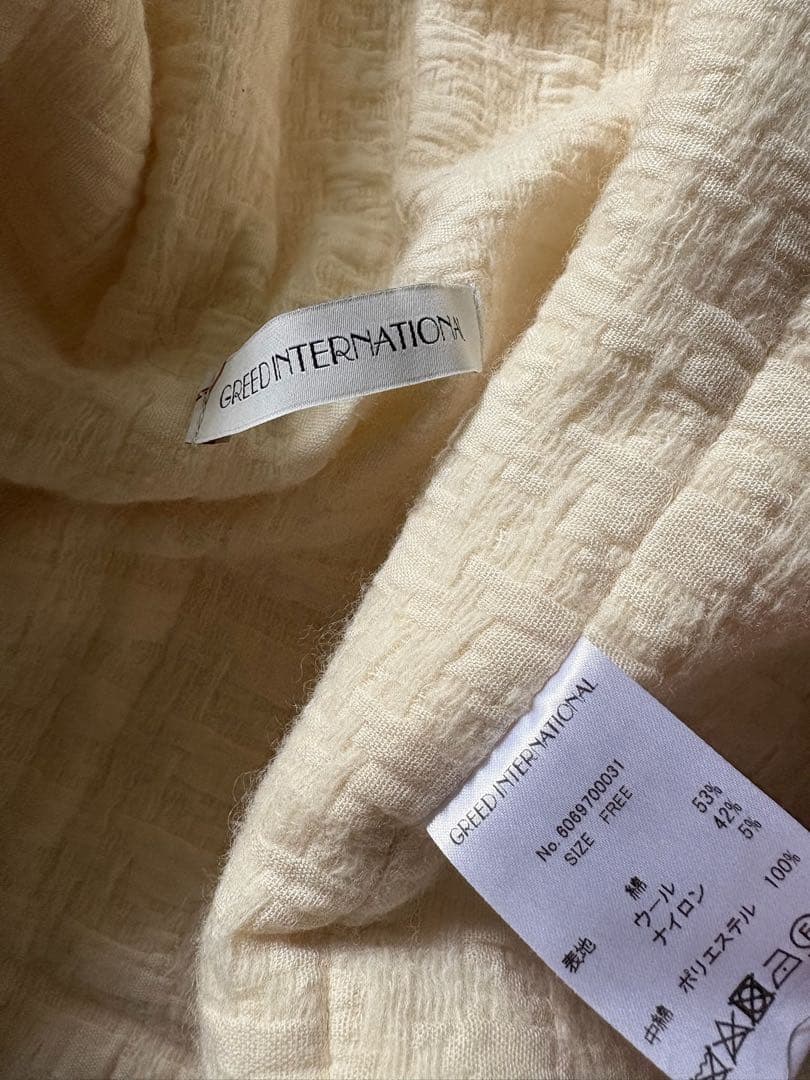 GREED INTERNATIONAL
GREED INTERNATIONAL
No. 6069700031
SIZE FREE
表地 綿 53%
ウール 42%
ナイロン 5%
中綿 ポリエステル 100%